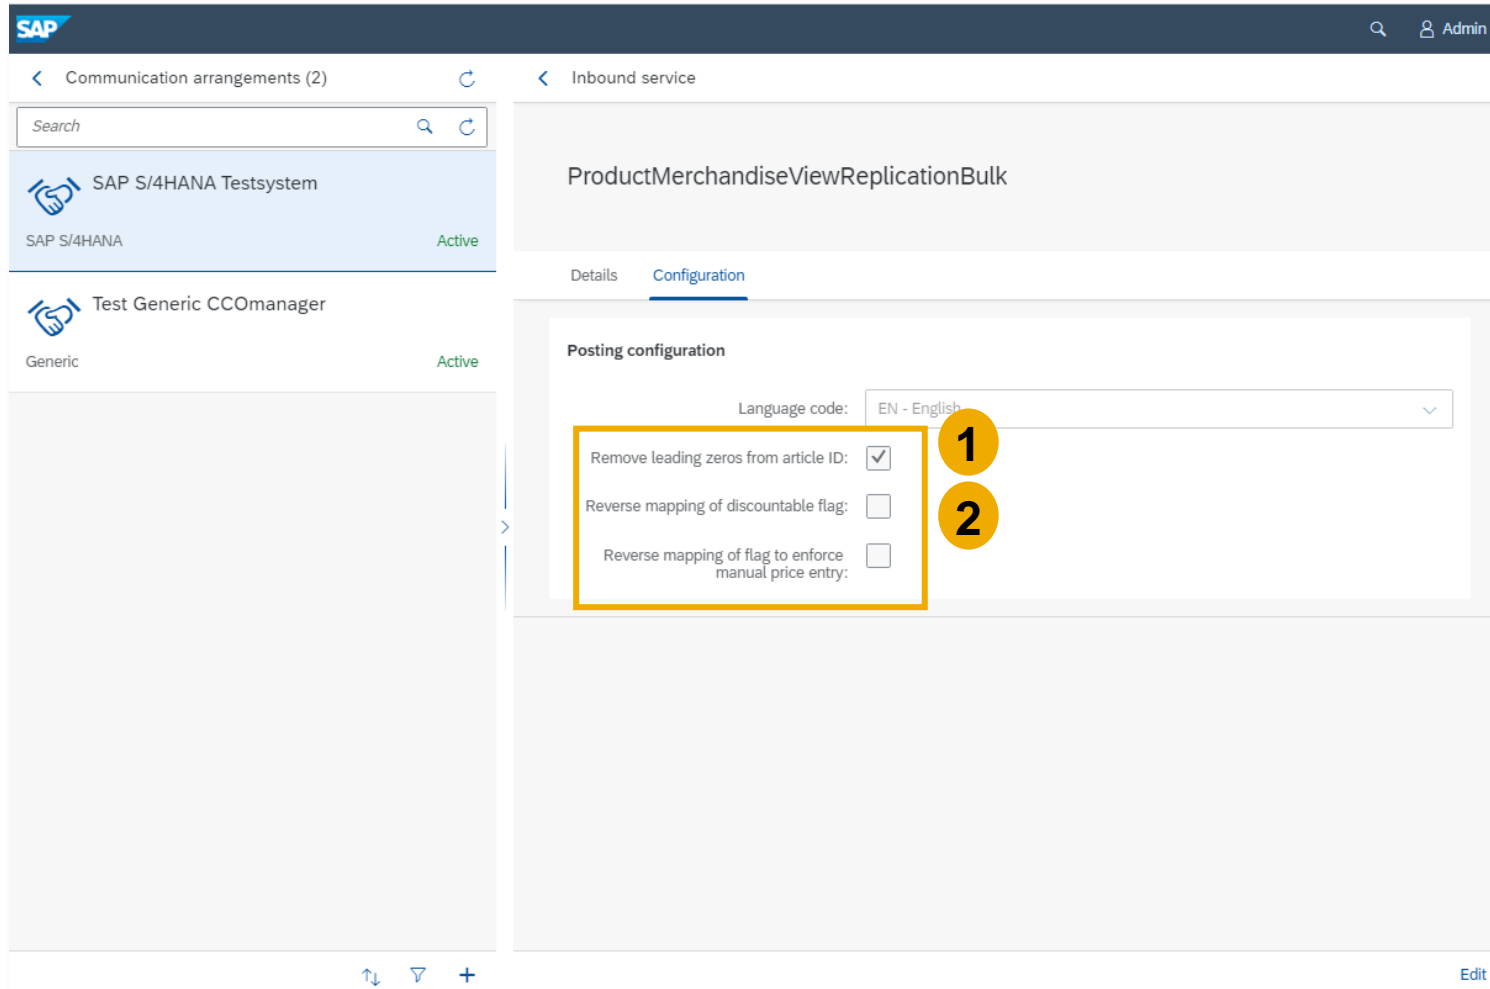 SAP
Admin
Communication arrangements (2)
Inbound service
Search
SAP S/4HANA Testsystem
SAP S/4HANA
Active
Test Generic CCOmanager
Generic
Active
ProductMerchandiseViewReplicationBulk
Details
Configuration
Posting configuration
Language code:
EN - English
Remove leading zeros from article ID:
1
Reverse mapping of discountable flag:
2
Reverse mapping of flag to enforce
manual price entry:
Edit